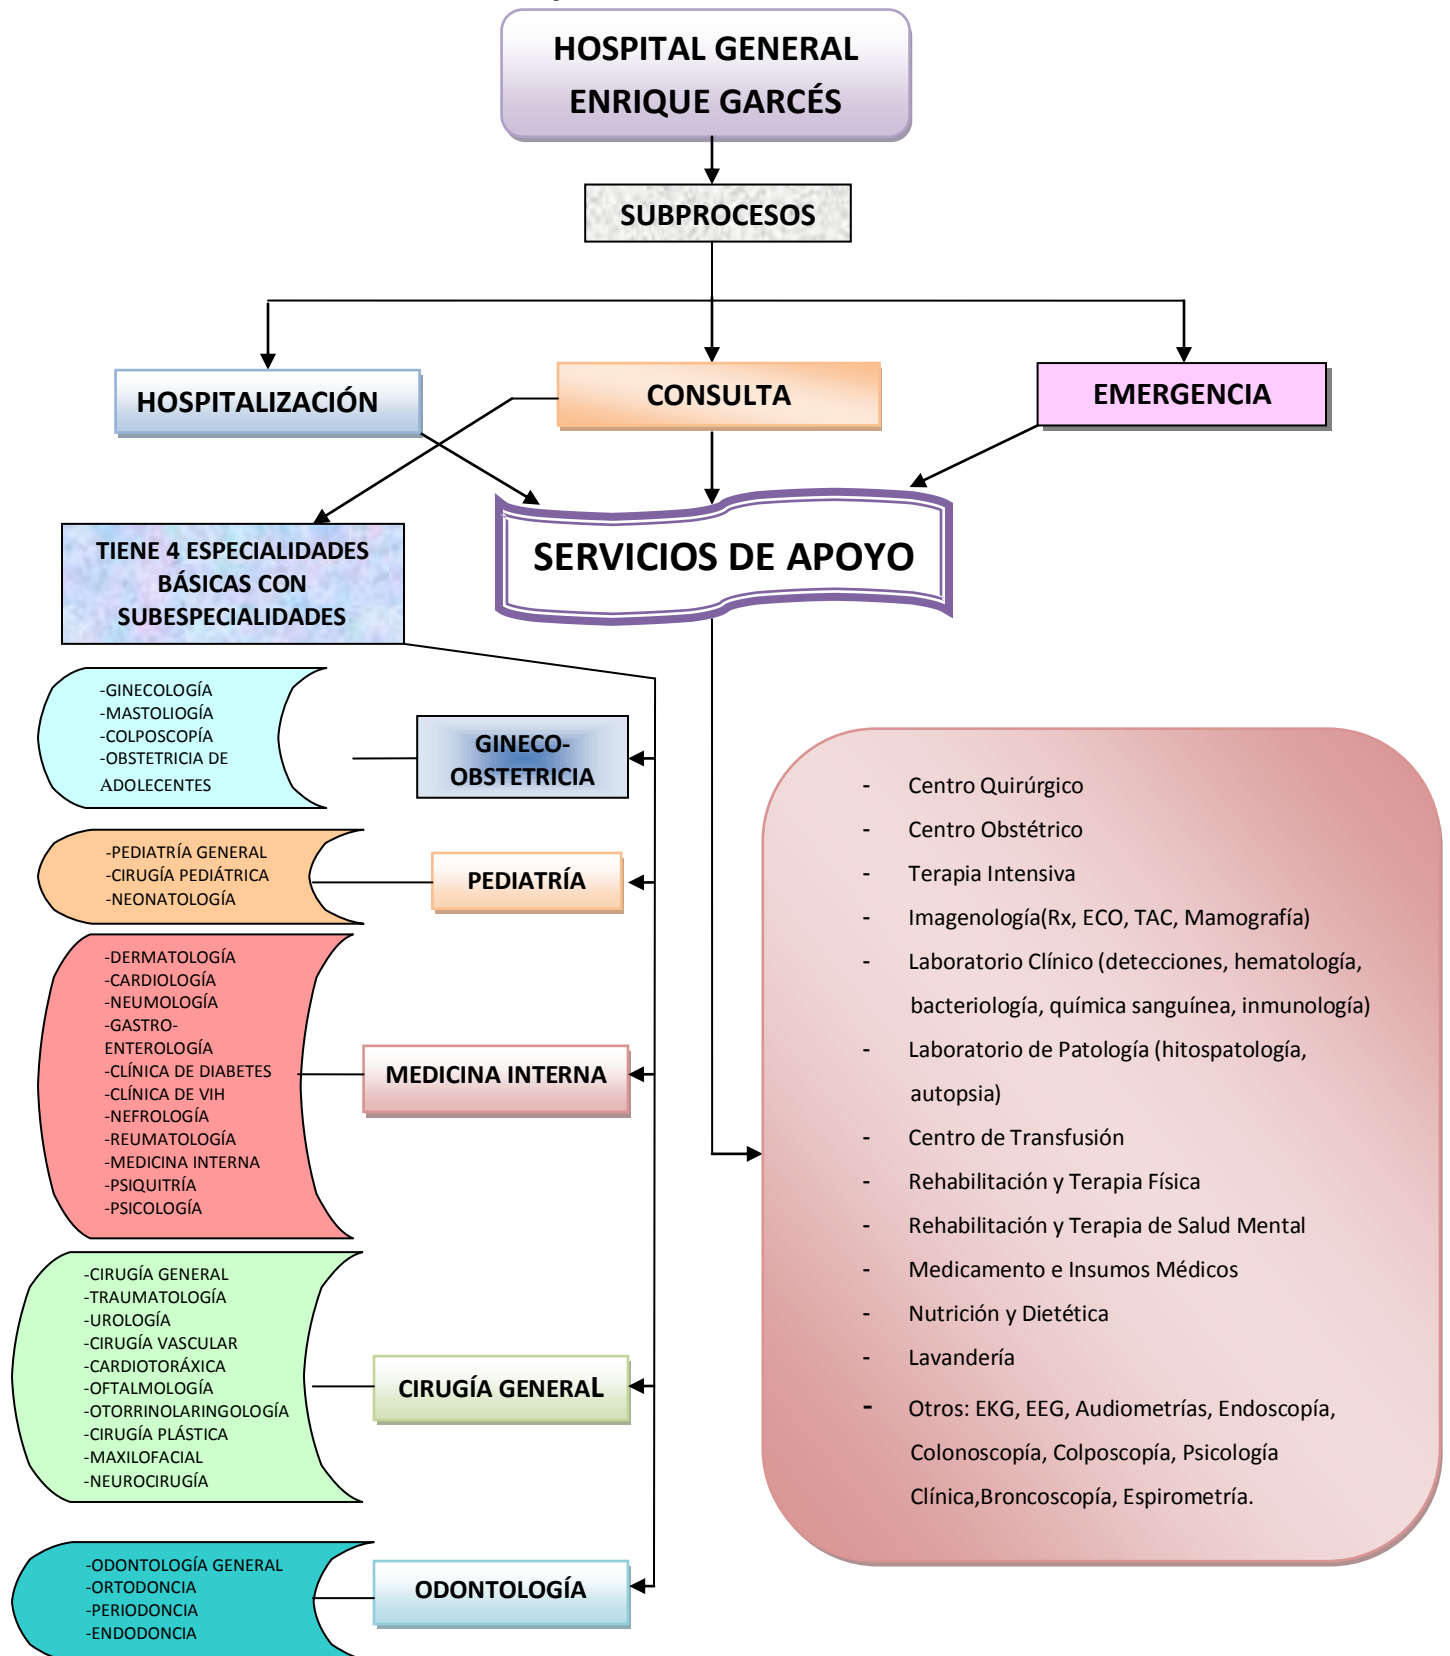 HOSPITAL GENERAL
ENRIQUE GARCÉS
SUBPROCESOS
HOSPITALIZACIÓN
CONSULTA
EMERGENCIA
TIENE 4 ESPECIALIDADES
BÁSICAS CON
SUBESPECIALIDADES
SERVICIOS DE APOYO
-GINECOLOGÍA
-MASTOLIOGÍA
-COLPOSCOPÍA
-OBSTETRICIA DE
ADOLECENTES
GINECO-
OBSTETRICIA
-PEDIATRÍA GENERAL
-CIRUGÍA PEDIÁTRICA
-NEONATOLOGÍA
PEDIATRÍA
-DERMATOLOGÍA
-CARDIOLOGÍA
-NEUMOLOGÍA
-GASTRO-
ENTEROLOGÍA
-CLÍNICA DE DIABETES
-CLÍNICA DE VIH
-NEFROLOGÍA
-REUMATOLOGÍA
-MEDICINA INTERNA
-PSIQUITRÍA
-PSICOLOGÍA
MEDICINA INTERNA
-CIRUGÍA GENERAL
-TRAUMATOLOGÍA
-UROLOGÍA
-CIRUGÍA VASCULAR
-CARDIOTORÁXICA
-OFTALMOLOGÍA
-OTORRINOLARINGOLOGÍA
-CIRUGÍA PLÁSTICA
-MAXILOFACIAL
-NEUROCIRUGÍA
CIRUGÍA GENERAL
-ODONTOLOGÍA GENERAL
-ORTODONCIA
-PERIODONCIA
-ENDODONCIA
ODONTOLOGÍA
- Centro Quirúrgico
- Centro Obstétrico
- Terapia Intensiva
- Imagenología(Rx, ECO, TAC, Mamografía)
- Laboratorio Clínico (detecciones, hematología,
bacteriología, química sanguínea, inmunología)
- Laboratorio de Patología (hitospatología,
autopsia)
- Centro de Transfusión
- Rehabilitación y Terapia Física
- Rehabilitación y Terapia de Salud Mental
- Medicamento e Insumos Médicos
- Nutrición y Dietética
- Lavandería
- Otros: EKG, EEG, Audiometrías, Endoscopía,
Colonoscopía, Colposcopía, Psicología
Clínica,Broncoscopía, Espirometría.